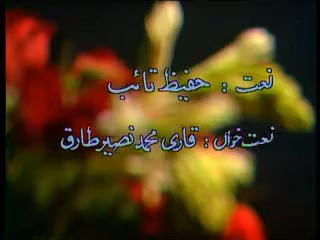 نعت : حفیظ تائب
نعت خواں : قاری محمد نصیر طارق